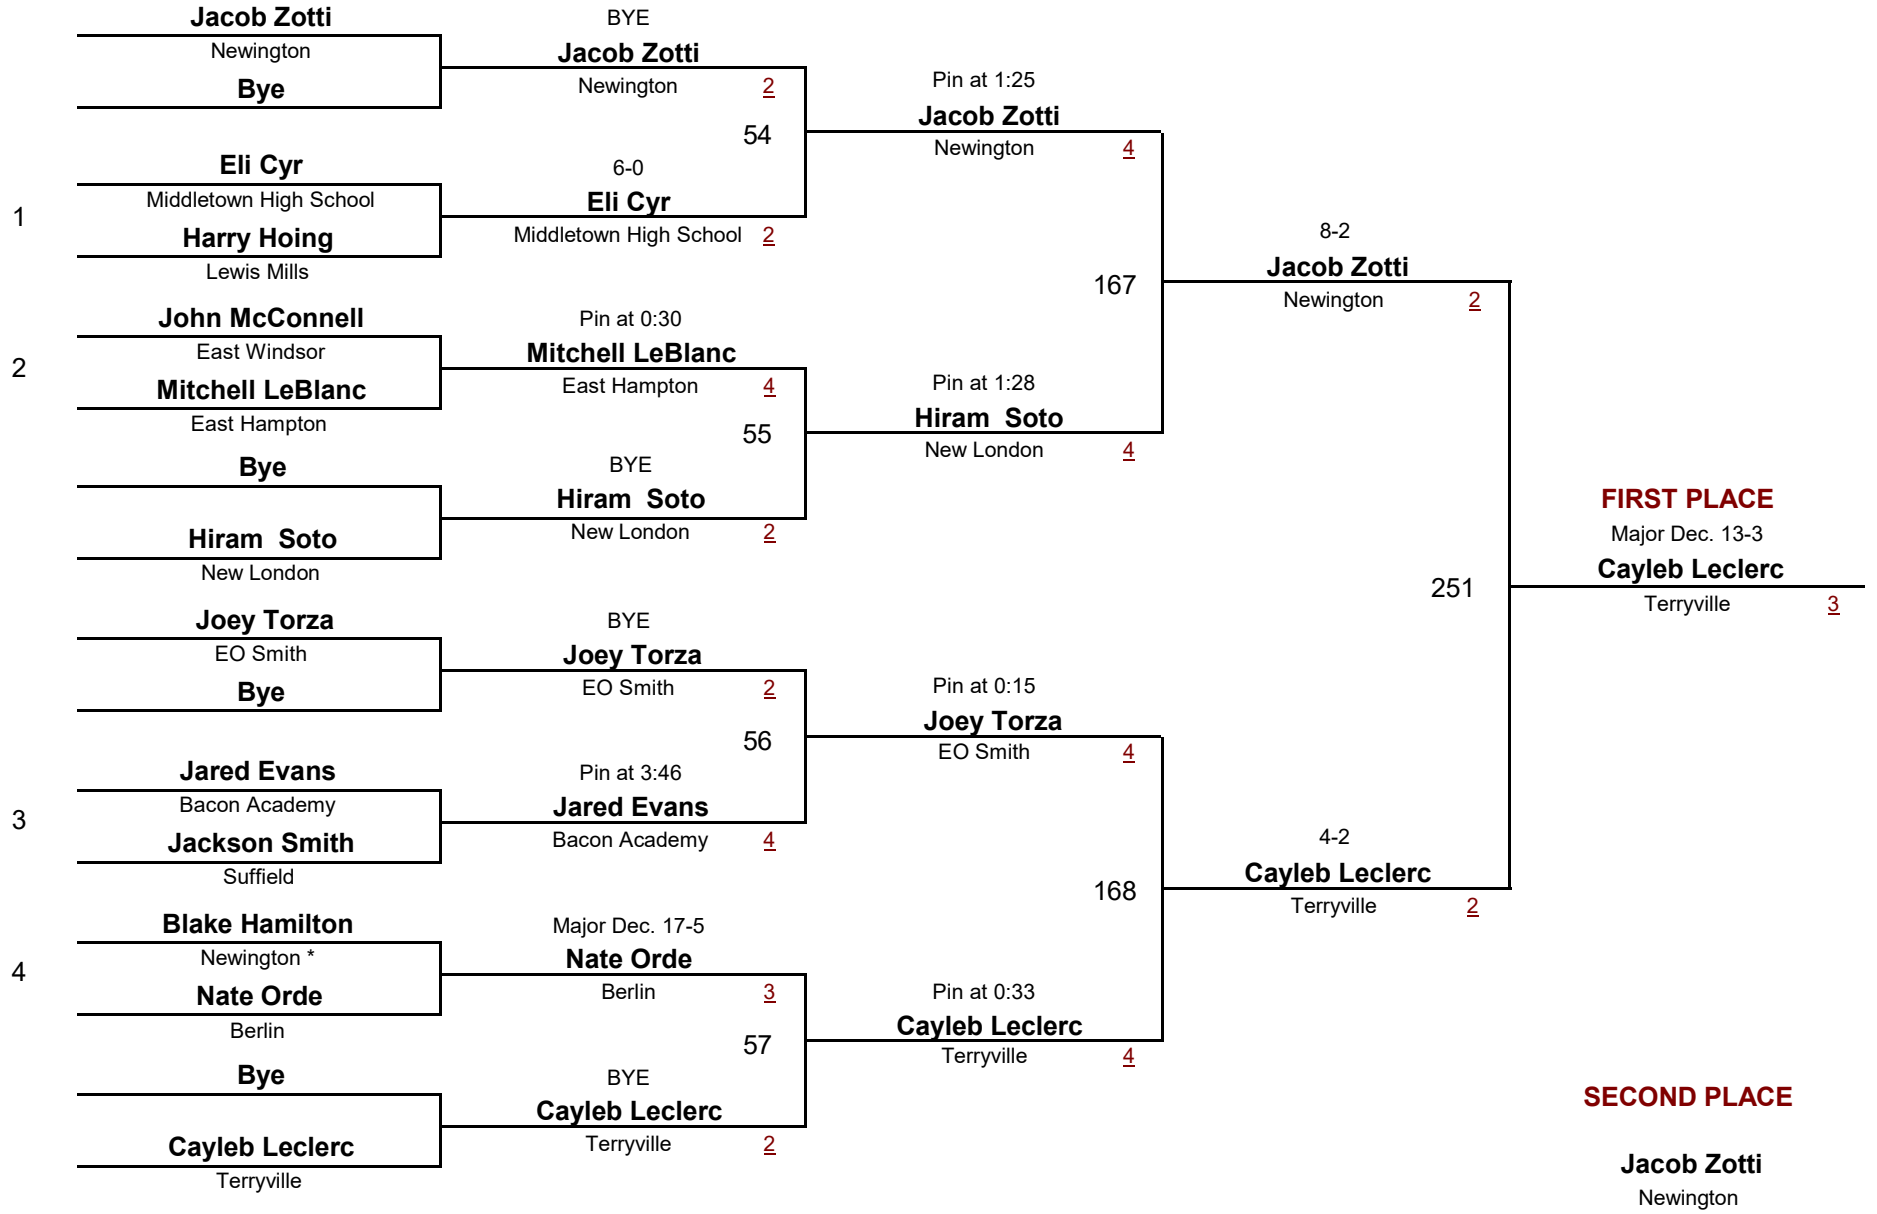 Jacob Zotti
Newington
Bye
1
Eli Cyr
Middletown High School
Harry Hoing
Lewis Mills
2
John McConnell
East Windsor
Mitchell LeBlanc
East Hampton
Bye
Hiram  Soto
New London
Joey Torza
EO Smith
Bye
3
Jared Evans
Bacon Academy
Jackson Smith
Suffield
4
Blake Hamilton
Newington *
Nate Orde
Berlin
Bye
Cayleb Leclerc
Terryville
BYE
Jacob Zotti
Newington 2
54
6-0
Eli Cyr
Middletown High School 2
Pin at 0:30
Mitchell LeBlanc
East Hampton 4
55
BYE
Hiram  Soto
New London 2
BYE
Joey Torza
EO Smith 2
56
Pin at 3:46
Jared Evans
Bacon Academy 4
Major Dec. 17-5
Nate Orde
Berlin 3
57
BYE
Cayleb Leclerc
Terryville 2
Pin at 1:25
Jacob Zotti
Newington 4
167
Pin at 1:28
Hiram  Soto
New London 4
Pin at 0:15
Joey Torza
EO Smith 4
168
Pin at 0:33
Cayleb Leclerc
Terryville 4
8-2
Jacob Zotti
Newington 2
251
4-2
Cayleb Leclerc
Terryville 2
FIRST PLACE
Major Dec. 13-3
Cayleb Leclerc
Terryville 3
SECOND PLACE
Jacob Zotti
Newington